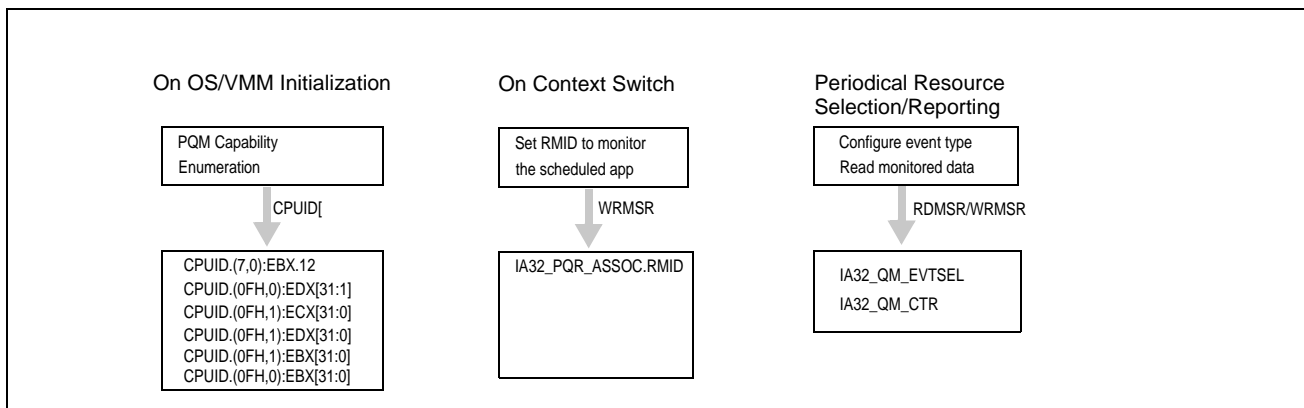 On OS/VMM Initialization
PQM Capability
Enumeration
CPUID[
CPUID.(7,0):EBX.12
CPUID.(0FH,0):EDX[31:1]
CPUID.(0FH,1):ECX[31:0]
CPUID.(0FH,1):EDX[31:0]
CPUID.(0FH,1):EBX[31:0]
CPUID.(0FH,0):EBX[31:0]
On Context Switch
Set RMID to monitor
the scheduled app
WRMSR
IA32_PQR_ASSOC.RMID
Periodical Resource
Selection/Reporting
Configure event type
Read monitored data
RDMSR/WRMSR
IA32_QM_EVTSEL
IA32_QM_CTR